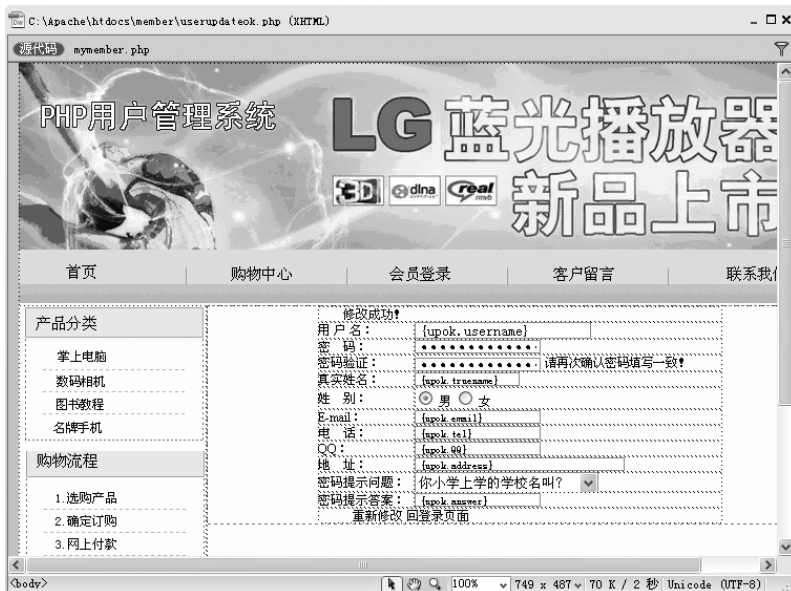 C:\Apache\htdocs\member\userupdateok.php (XHTML)
源代码 mymember.php
PHP用户管理系统
LG 蓝光播放器
3D dlna Real
新品上市
首页 购物中心 会员登录 客户留言 联系我们
产品分类
掌上电脑
数码相机
图书教程
名牌手机
购物流程
1.选购产品
2.确定订购
3.网上付款
修改成功!
用 户 名: {upok.username}
密 码: ●●●●●●●●●●●●
密码验证: ●●●●●●●●●●●● 请再次确认密码填写一致!
真实姓名: {upok.truename}
姓 别: 男 女
E-mail: {upok.email}
电 话: {upok.tel}
QQ: {upok.QQ}
地 址: {upok.address}
密码提示问题: 你小学上学的学校名叫?
密码提示答案: {upok.answer}
重新修改 回登录页面
<body> 100% 749 x 487 70 K / 2 秒 Unicode (UTF-8)